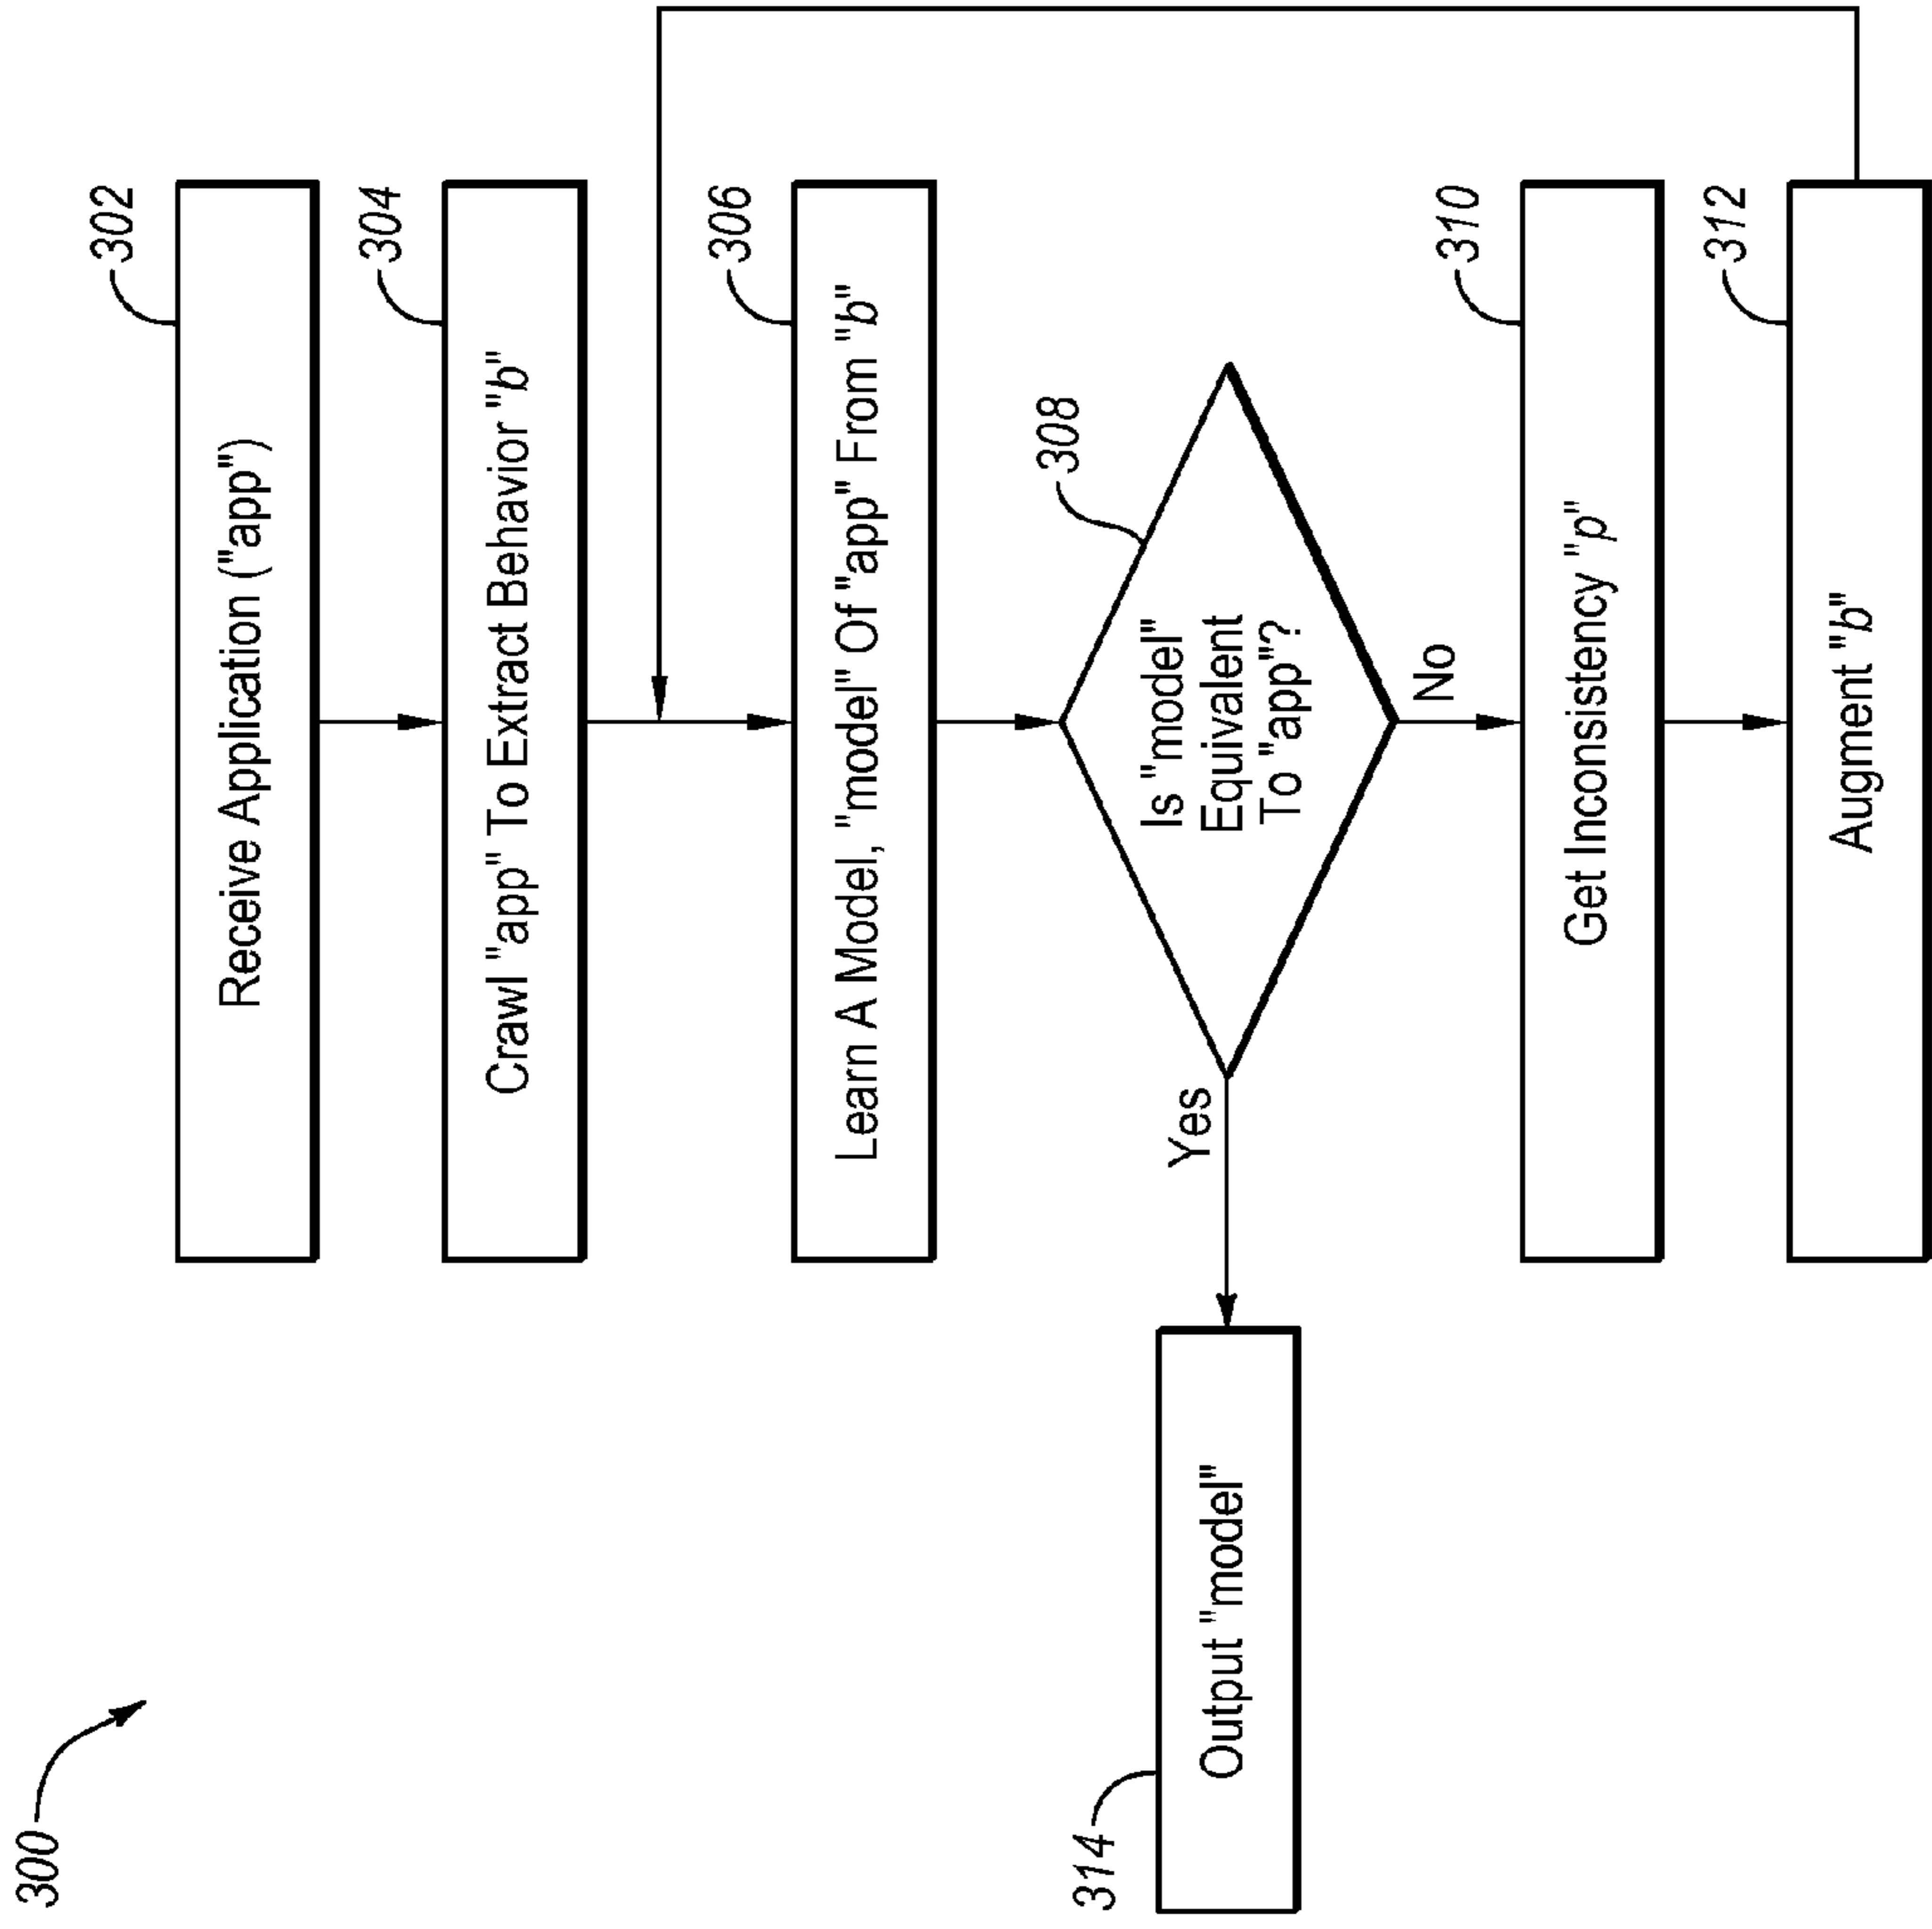 300
302
Receive Application ("app")
304
Crawl "app" To Extract Behavior "b"
306
Learn A Model, "model" Of "app" From "b"
308
Is "model"
Equivalent
To "app"?
Yes
No
314
Output "model"
310
Get Inconsistency "p"
312
Augment "b"